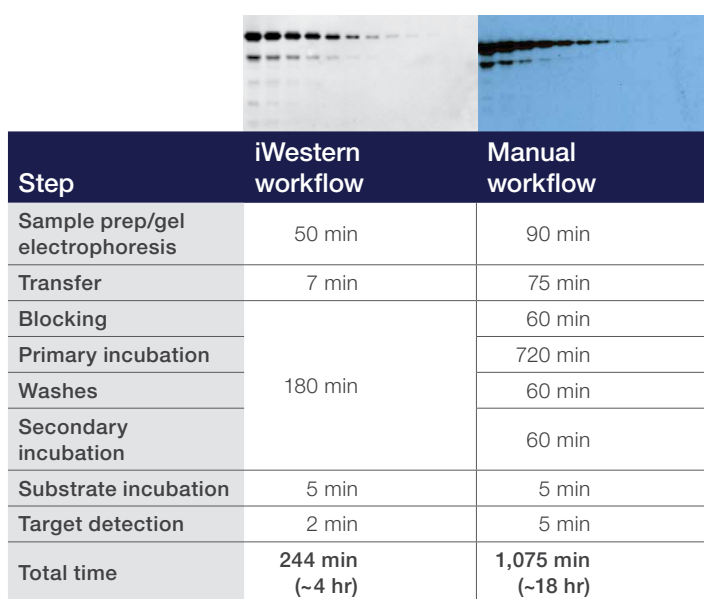 Step
iWestern
workflow
Manual
workflow
Sample prep/gel
electrophoresis
50 min
90 min
Transfer
7 min
75 min
Blocking
60 min
Primary incubation
720 min
Washes
180 min
60 min
Secondary
incubation
60 min
Substrate incubation
5 min
5 min
Target detection
2 min
5 min
Total time
244 min
(~4 hr)
1,075 min
(~18 hr)